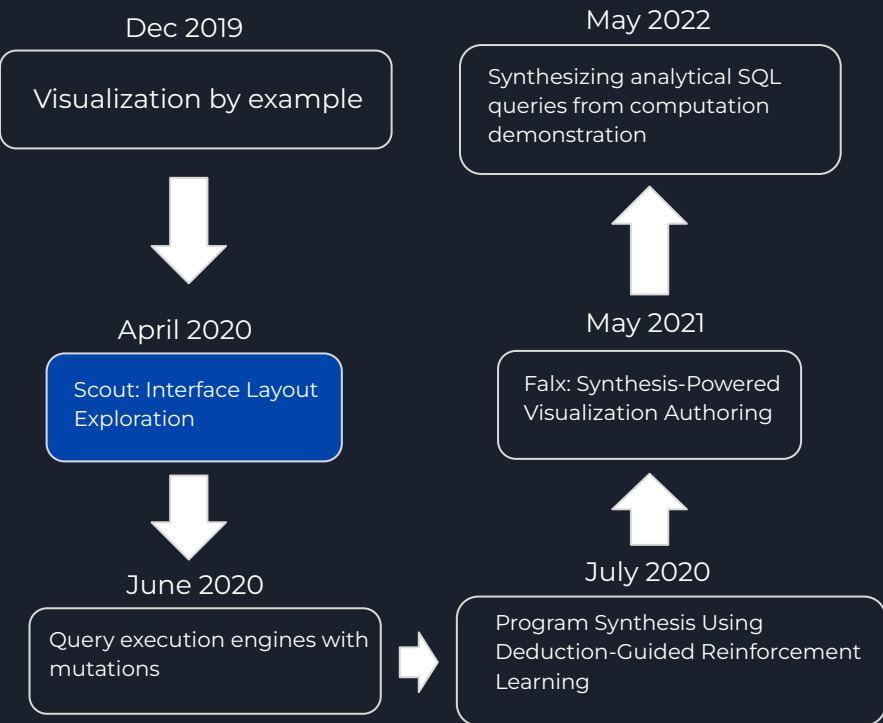 Dec 2019
Visualization by example
April 2020
Scout: Interface Layout
Exploration
June 2020
Query execution engines with
mutations
July 2020
Program Synthesis Using
Deduction-Guided Reinforcement
Learning
May 2021
Falx: Synthesis-Powered
Visualization Authoring
May 2022
Synthesizing analytical SQL
queries from computation
demonstration